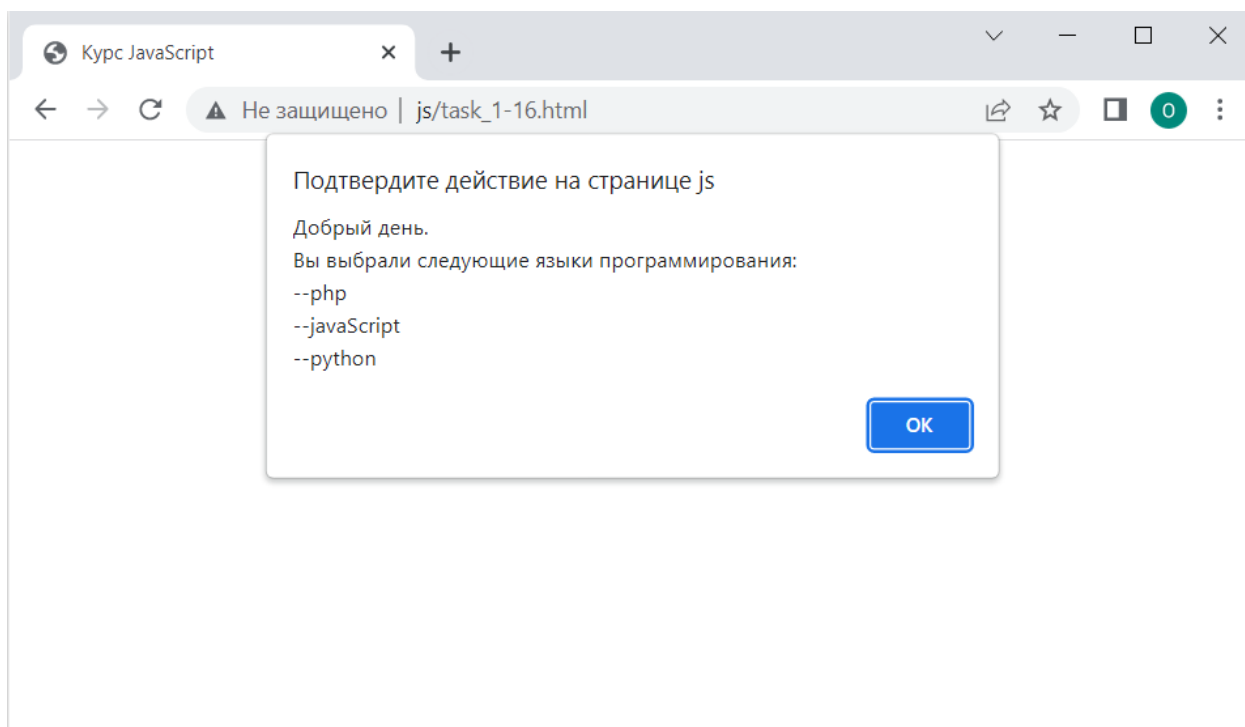 Курс JavaScript
Не защищено | js/task_1-16.html
О
Подтвердите действие на странице js
Добрый день.
Вы выбрали следующие языки программирования:
--php
--javaScript
--python
ОК